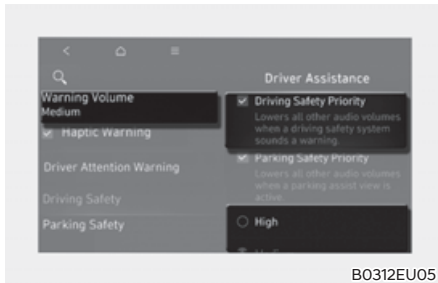 Driver Assistance
Warning Volume
Medium
Haptic Warning
Driver Attention Warning
Driving Safety
Parking Safety
Driving Safety Priority
Lowers all other audio volumes
when a driving safety system
sounds a warning.
Parking Safety Priority
Lowers all other audio volumes
when a parking assist view is
active.
High
B0312EU05